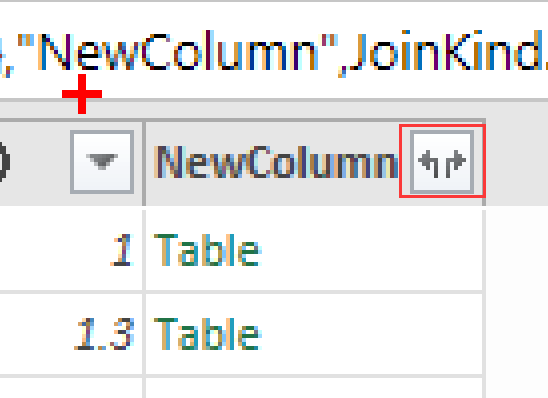 ,"NewColumn",JoinKind.
NewColumn
1 Table
1.3 Table